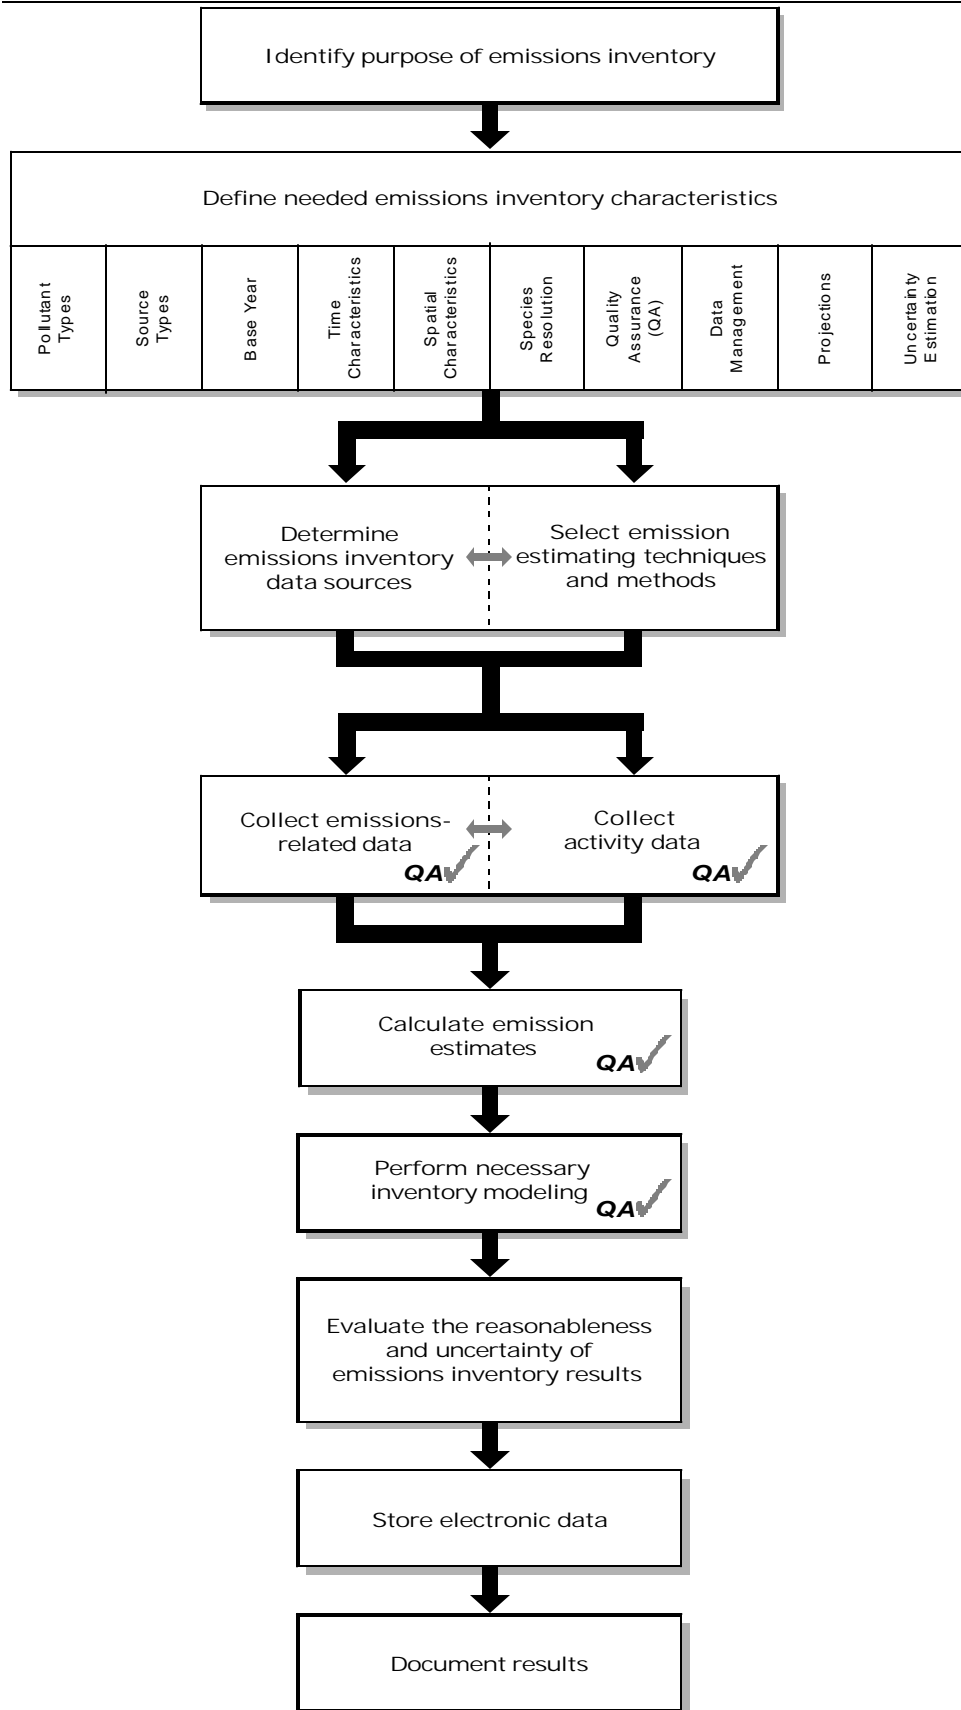 Identify purpose of emissions inventory
Define needed emissions inventory characteristics
Pollutant
Types
Source
Types
Base Year
Time
Characteristics
Spatial
Characteristics
Species
Resolution
Quality
Assurance
(QA)
Data
Management
Projections
Uncertainty
Estimation
Determine
emissions inventory
data sources
Select emission
estimating techniques
and methods
Collect emissions-
related data
QA
Collect
activity data
QA
Calculate emission
estimates
QA
Perform necessary
inventory modeling
QA
Evaluate the reasonableness
and uncertainty of
emissions inventory results
Store electronic data
Document results